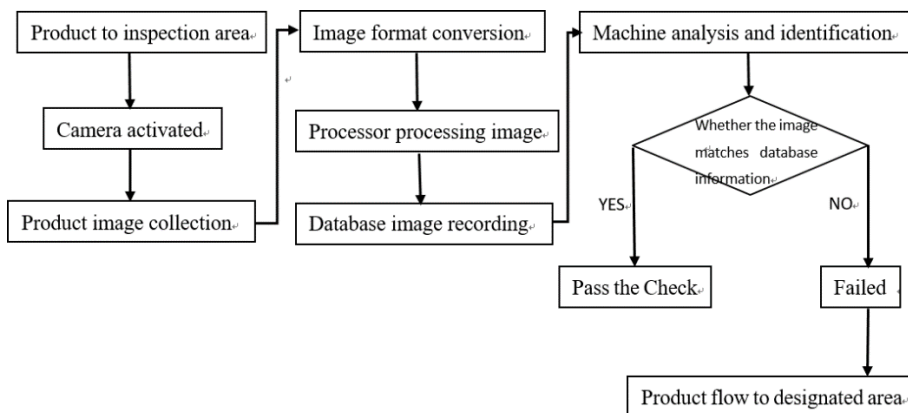 Product to inspection area
Camera activated
Product image collection
Image format conversion
Processor processing image
Database image recording
Machine analysis and identification
Whether the image
matches database
information
YES
NO
Pass the Check
Failed
Product flow to designated area